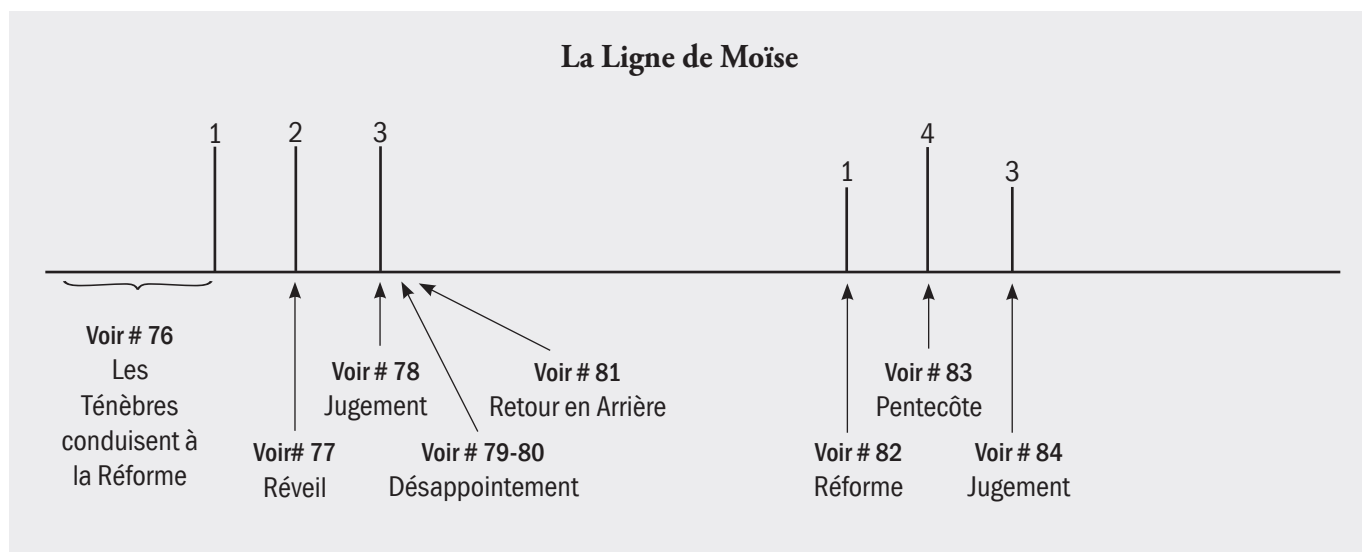 La Ligne de Moïse
1 2 3
1 4 3
Voir # 76
Les
Ténèbres
conduisent à
la Réforme
Voir# 77
Réveil
Voir # 78
Jugement
Voir # 79-80
Désappointement
Voir # 81
Retour en Arrière
Voir # 82
Réforme
Voir # 83
Pentecôte
Voir # 84
Jugement